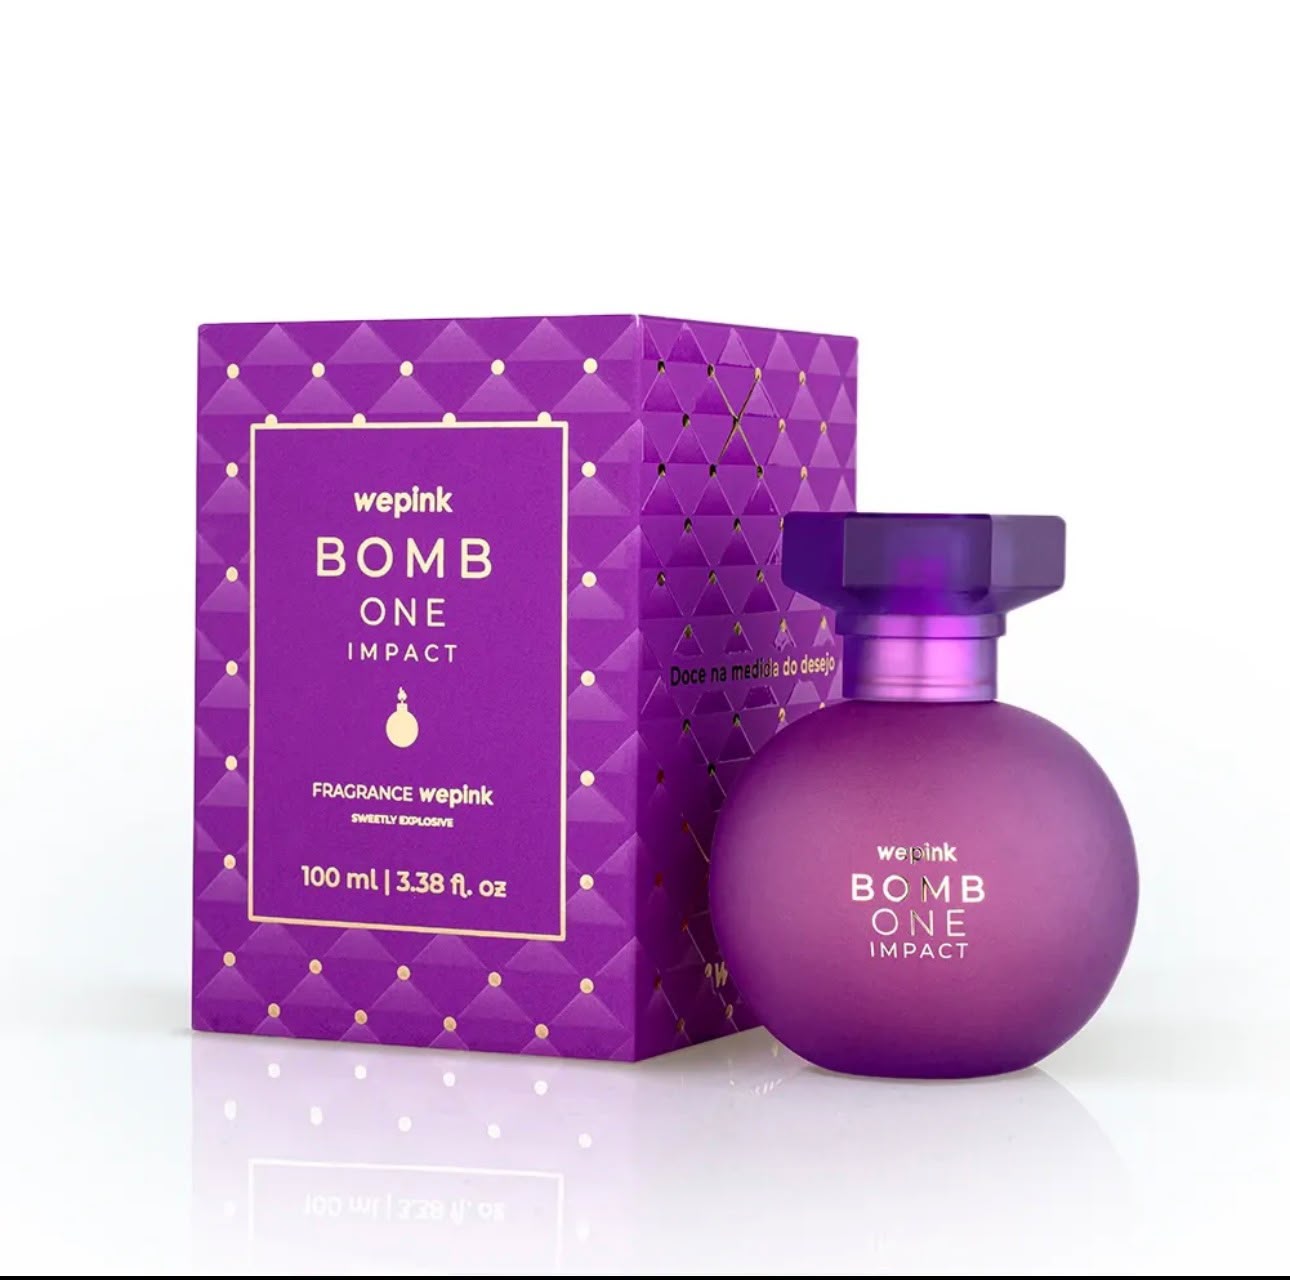 wepink
BOMB
ONE
IMPACT
FRAGRANCE wepink
SWEETLY EXPLOSIVE
100 ml | 3.38 fl. oz
Doce na medida do desejo
wepink
BOMB
ONE
IMPACT